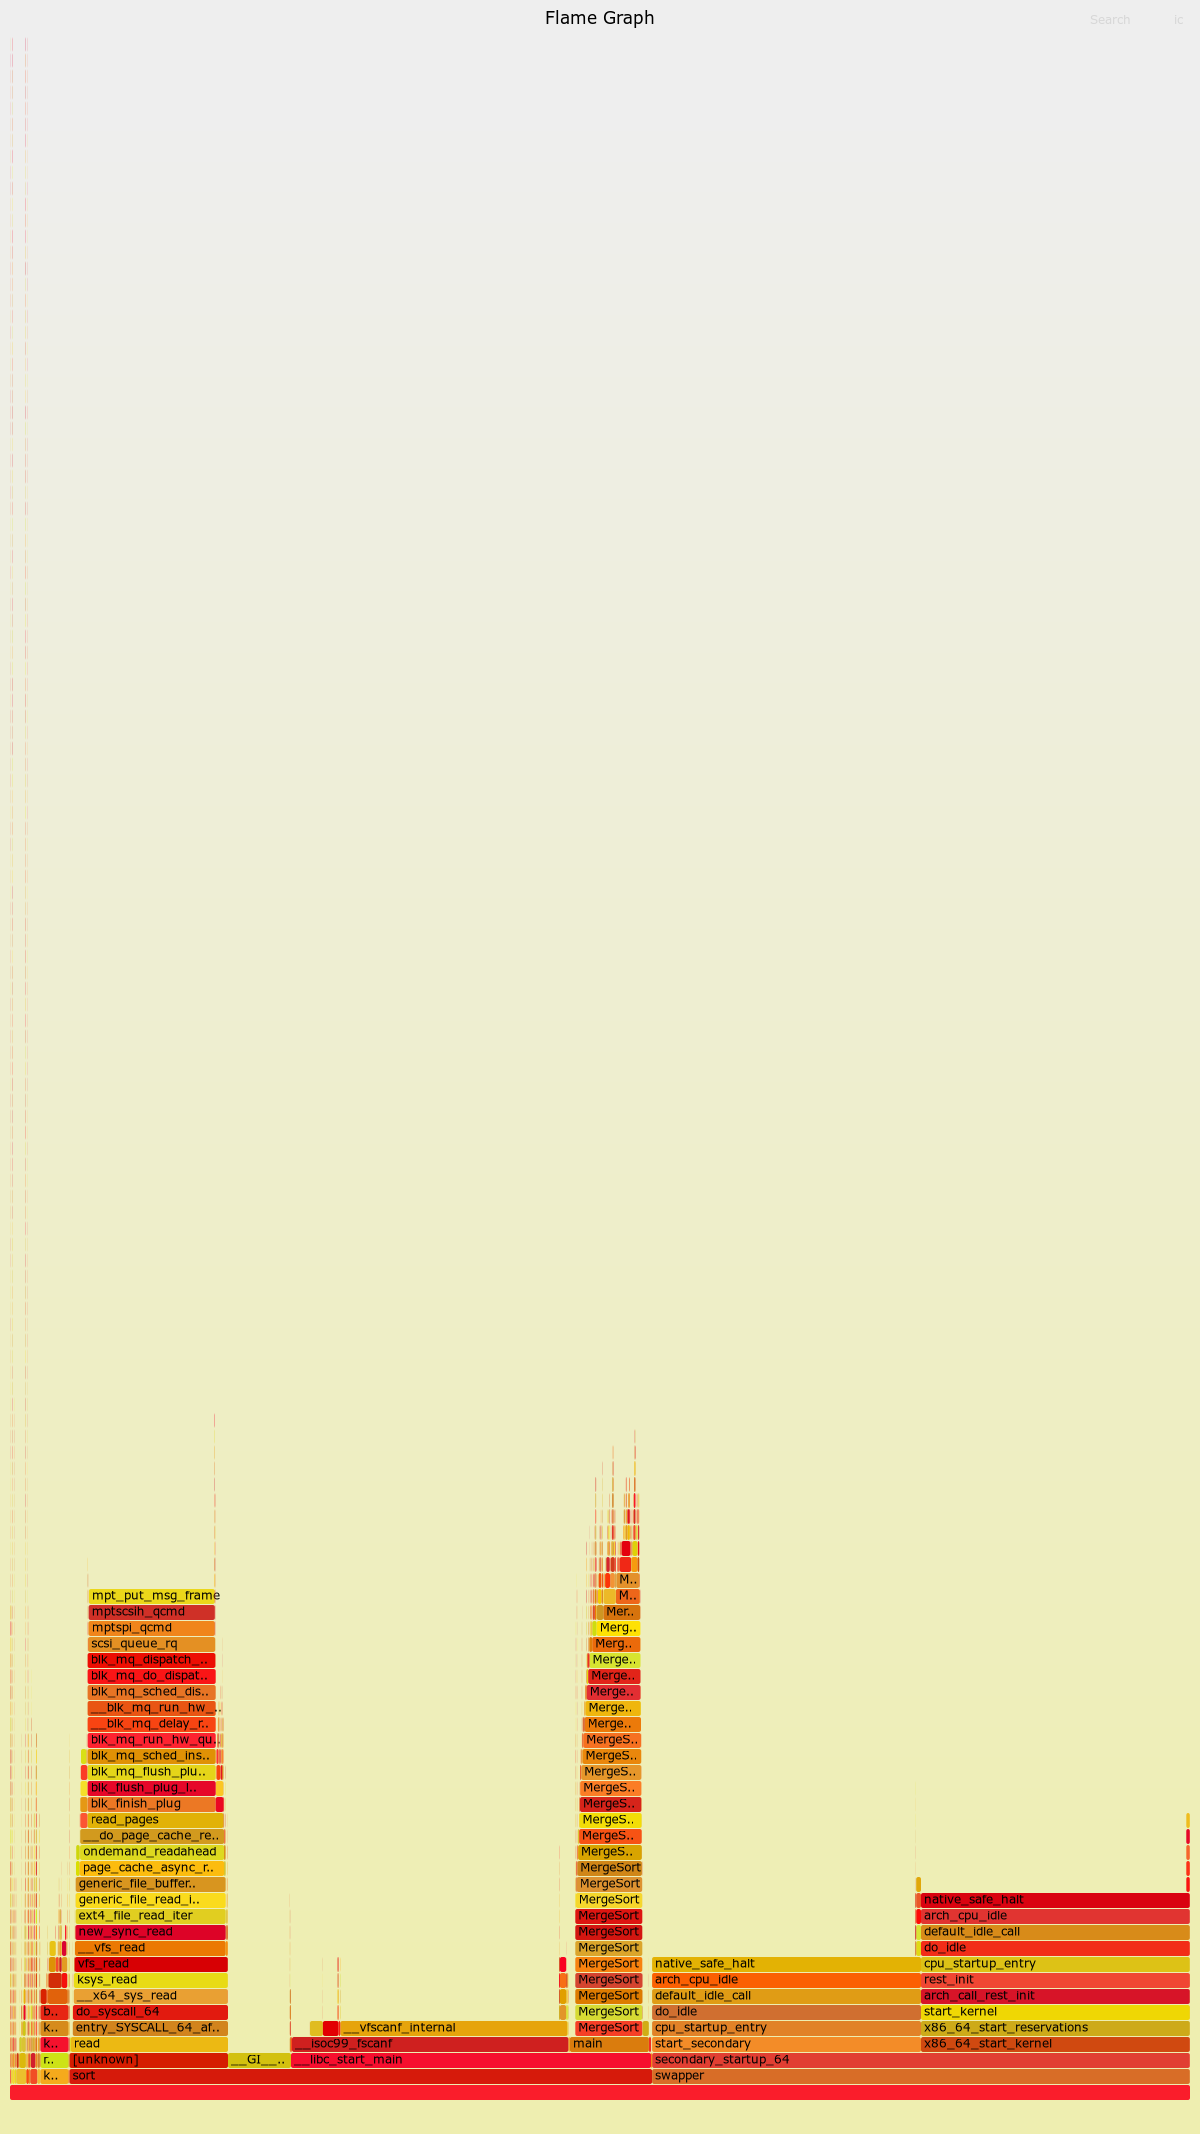 Flame Graph
Search ic
mpt_put_msg_frame
mptscsih_qcmd
M..
M..
mptspi_qcmd
Mer..
scsi_queue_rq
Merg..
blk_mq_dispatch_..
Merg..
blk_mq_do_dispat..
Merge..
blk_mq_sched_dis..
Merge..
__blk_mq_run_hw_..
Merge..
__blk_mq_delay_r..
Merge..
blk_mq_run_hw_qu..
Merge..
blk_mq_sched_ins..
MergeS..
blk_mq_flush_plu..
MergeS..
blk_flush_plug_l..
MergeS..
blk_finish_plug
MergeS..
read_pages
MergeS..
__do_page_cache_re..
MergeS..
ondemand_readahead
MergeS..
page_cache_async_r..
MergeS..
generic_file_buffer..
MergeSort
generic_file_read_i..
MergeSort
native_safe_halt
ext4_file_read_iter
MergeSort
arch_cpu_idle
new_sync_read
MergeSort
default_idle_call
__vfs_read
MergeSort
do_idle
vfs_read
MergeSort
native_safe_halt
cpu_startup_entry
ksys_read
MergeSort
arch_cpu_idle
rest_init
__x64_sys_read
MergeSort
default_idle_call
arch_call_rest_init
b..
do_syscall_64
MergeSort
do_idle
start_kernel
k..
entry_SYSCALL_64_af..
__vfscanf_internal
MergeSort
cpu_startup_entry
x86_64_start_reservations
k..
read
__isoc99_fscanf
main
start_secondary
x86_64_start_kernel
r..
[unknown]
__GI__..
__libc_start_main
secondary_startup_64
k..
sort
swapper